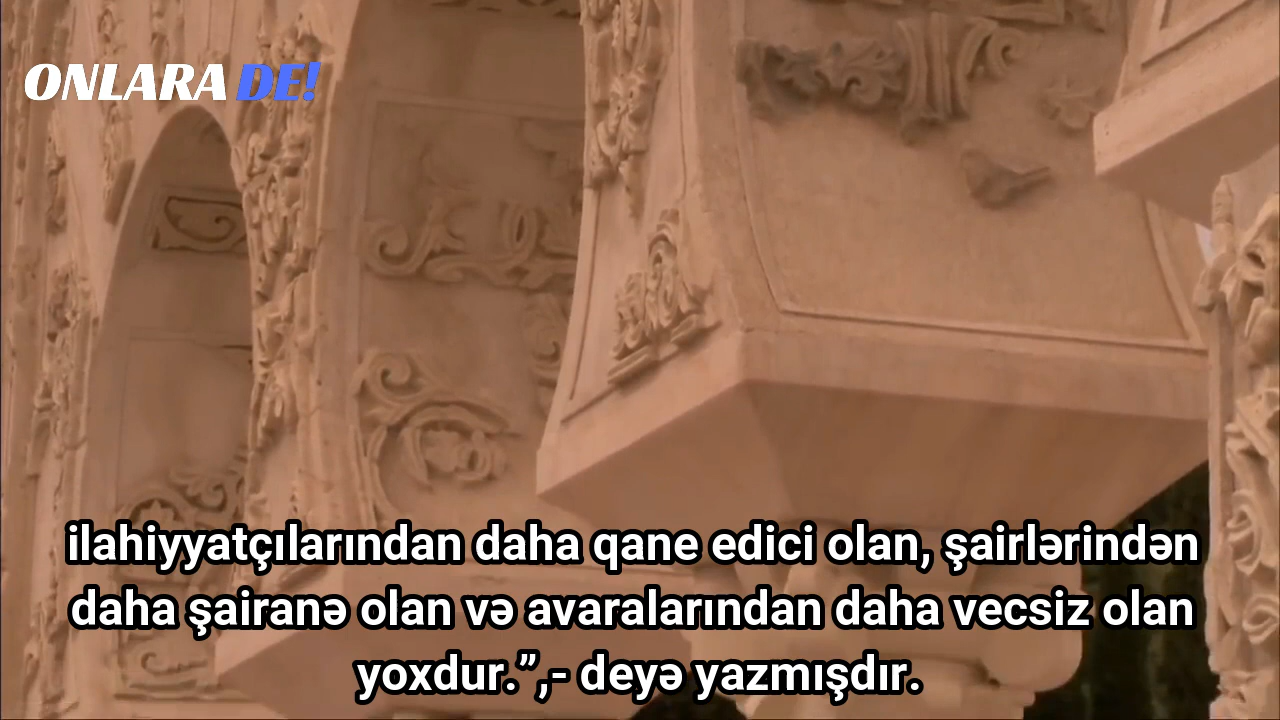 ONLARA DE!
ilahiyyatçılarından daha qane edici olan, şairlərindən
daha şairanə olan və avaralarından daha vecsiz olan
yoxdur.”,- deyə yazmışdır.